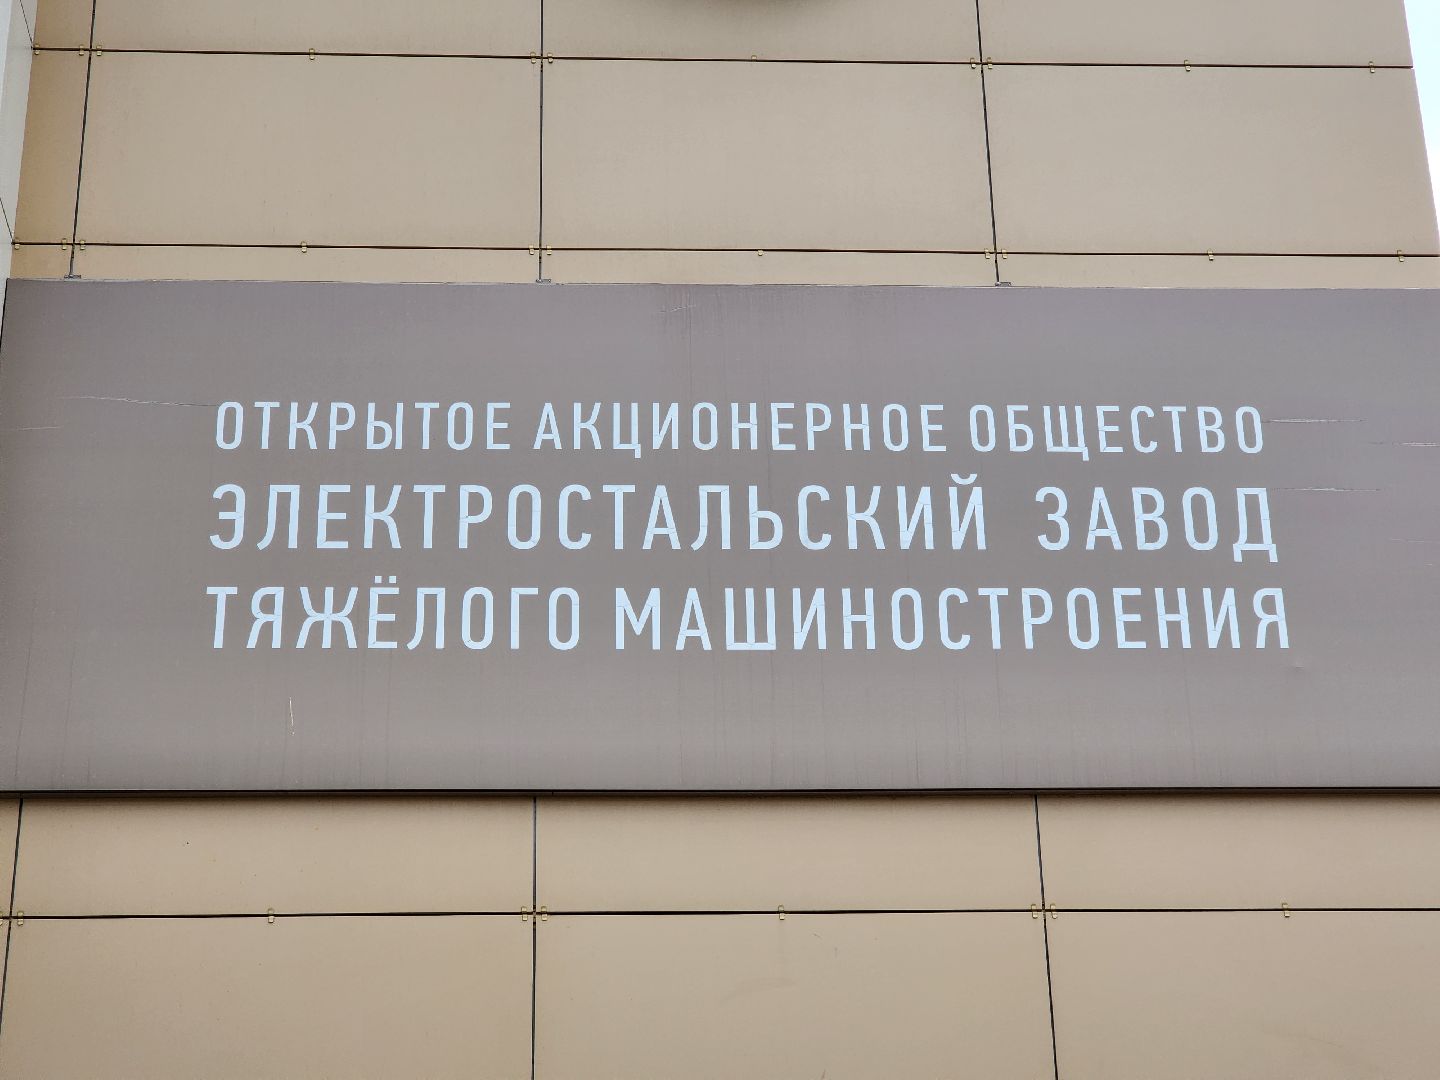 ОТКРЫТОЕ АКЦИОНЕРНОЕ ОБЩЕСТВО
ЭЛЕКТРОСТАЛЬСКИЙ ЗАВОД
ТЯЖЁЛОГО МАШИНОСТРОЕНИЯ